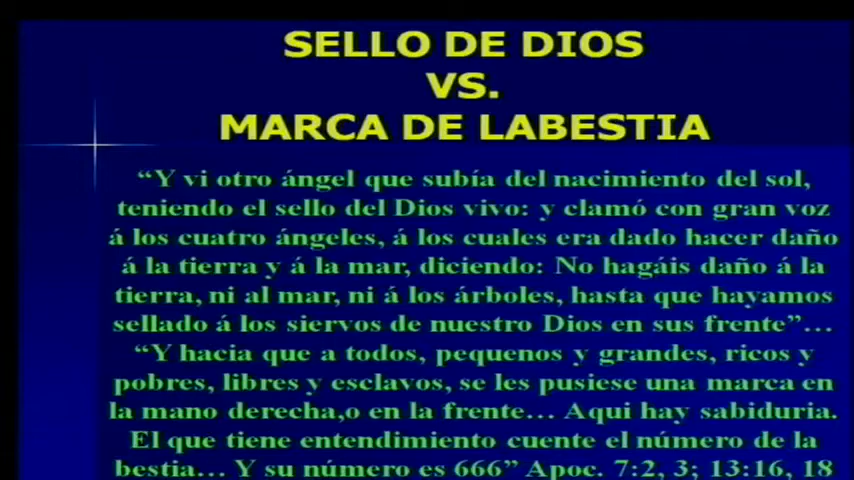 SELLO DE DIOS
VS.
MARCA DE LABESTIA
“Y vi otro ángel que subía del nacimiento del sol,
teniendo el sello del Dios vivo: y clamó con gran voz
á los cuatro ángeles, á los cuales era dado hacer daño
á la tierra y á la mar, diciendo: No hagáis daño á la
tierra, ni al mar, ni á los árboles, hasta que hayamos
sellado á los siervos de nuestro Dios en sus frente”...
“Y hacia que a todos, pequenos y grandes, ricos y
pobres, libres y esclavos, se les pusiese una marca en
la mano derecha,o en la frente... Aqui hay sabiduria.
El que tiene entendimiento cuente el número de la
bestia... Y su número es 666” Apoc. 7:2, 3; 13:16, 18